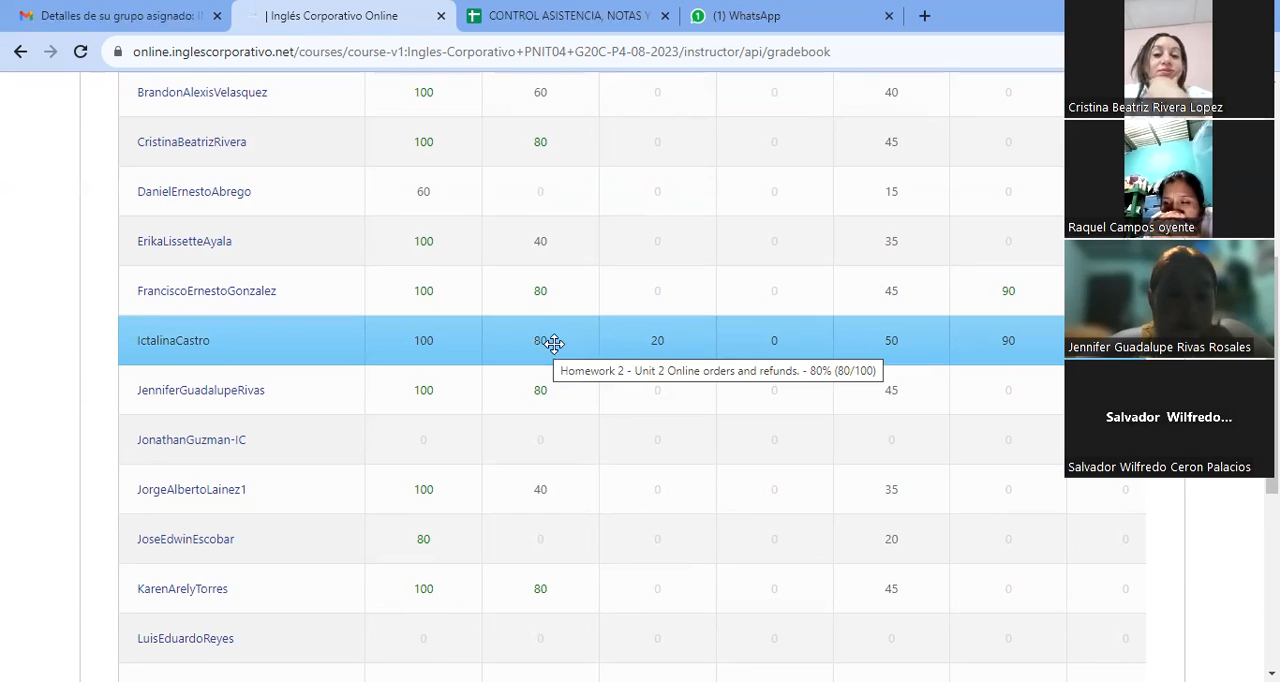 Detalles de su grupo asignado: I
| Inglés Corporativo Online
CONTROL ASISTENCIA, NOTAS Y
(1) WhatsApp
online.inglescorporativo.net/courses/course-v1:Ingles-Corporativo+PNIT04+G20C-P4-08-2023/instructor/api/gradebook
BrandonAlexisVelasquez 100 60 0 0 40 0
CristinaBeatrizRivera 100 80 0 0 45 0
DanielErnestoAbrego 60 0 0 0 15 0
ErikaLissetteAyala 100 40 0 0 35 0
FranciscoErnestoGonzalez 100 80 0 0 45 90
IctalinaCastro 100 80 20 0 50 90
Homework 2 - Unit 2 Online orders and refunds. - 80% (80/100)
JenniferGuadalupeRivas 100 80 0 0 45 0
JonathanGuzman-IC 0 0 0 0 0 0
JorgeAlbertoLainez1 100 40 0 0 35 0 0
JoseEdwinEscobar 80 0 0 0 20 0 0
KarenArelyTorres 100 80 0 0 45 0 0
LuisEduardoReyes 0 0 0 0 0 0 0
Cristina Beatriz Rivera Lopez
Raquel Campos oyente
Jennifer Guadalupe Rivas Rosales
Salvador Wilfredo...
Salvador Wilfredo Ceron Palacios